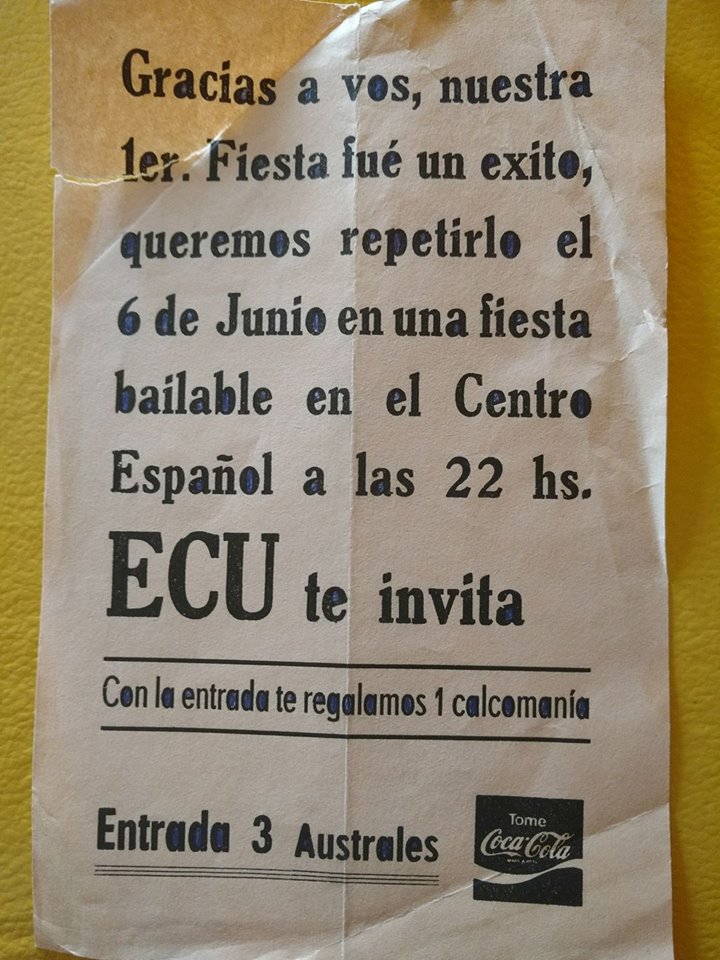 Gracias a vos, nuestra
1er. Fiesta fué un exito,
queremos repetirlo el
6 de Junio en una fiesta
bailable en el Centro
Español a las 22 hs.
ECU te invita
Con la entrada te regalamos 1 calcomanía
Entrada 3 Australes
Tome
Coca-Cola